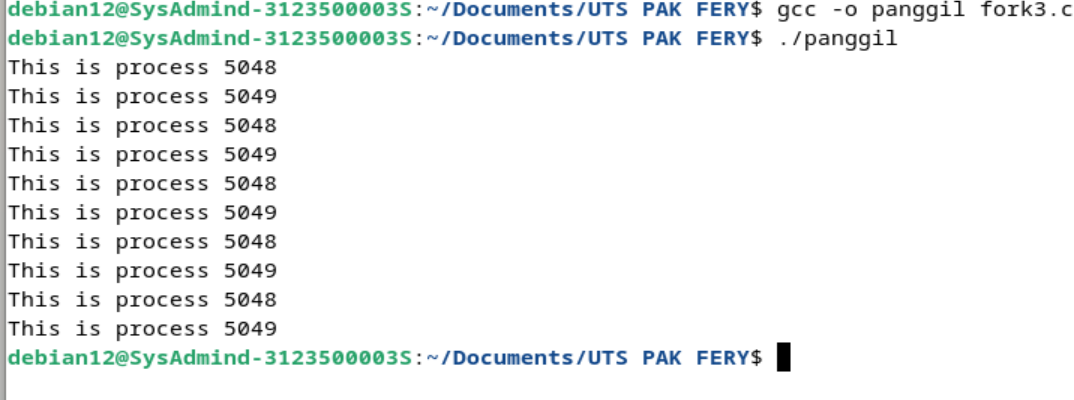 debian12@SysAdmind-3123500003S:~/Documents/UTS PAK FERY$ gcc -o panggil fork3.c
debian12@SysAdmind-3123500003S:~/Documents/UTS PAK FERY$ ./panggil
This is process 5048
This is process 5049
This is process 5048
This is process 5049
This is process 5048
This is process 5049
This is process 5048
This is process 5049
This is process 5048
This is process 5049
debian12@SysAdmind-3123500003S:~/Documents/UTS PAK FERY$